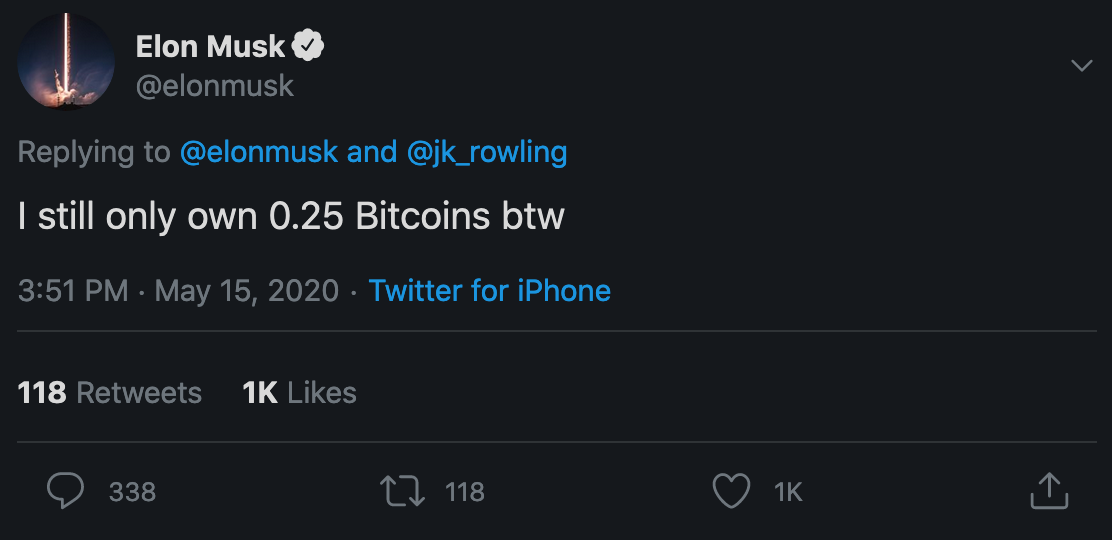 Elon Musk
@elonmusk
Replying to @elonmusk and @jk_rowling
I still only own 0.25 Bitcoins btw
3:51 PM · May 15, 2020 · Twitter for iPhone
118 Retweets 1K Likes
338 118 1K